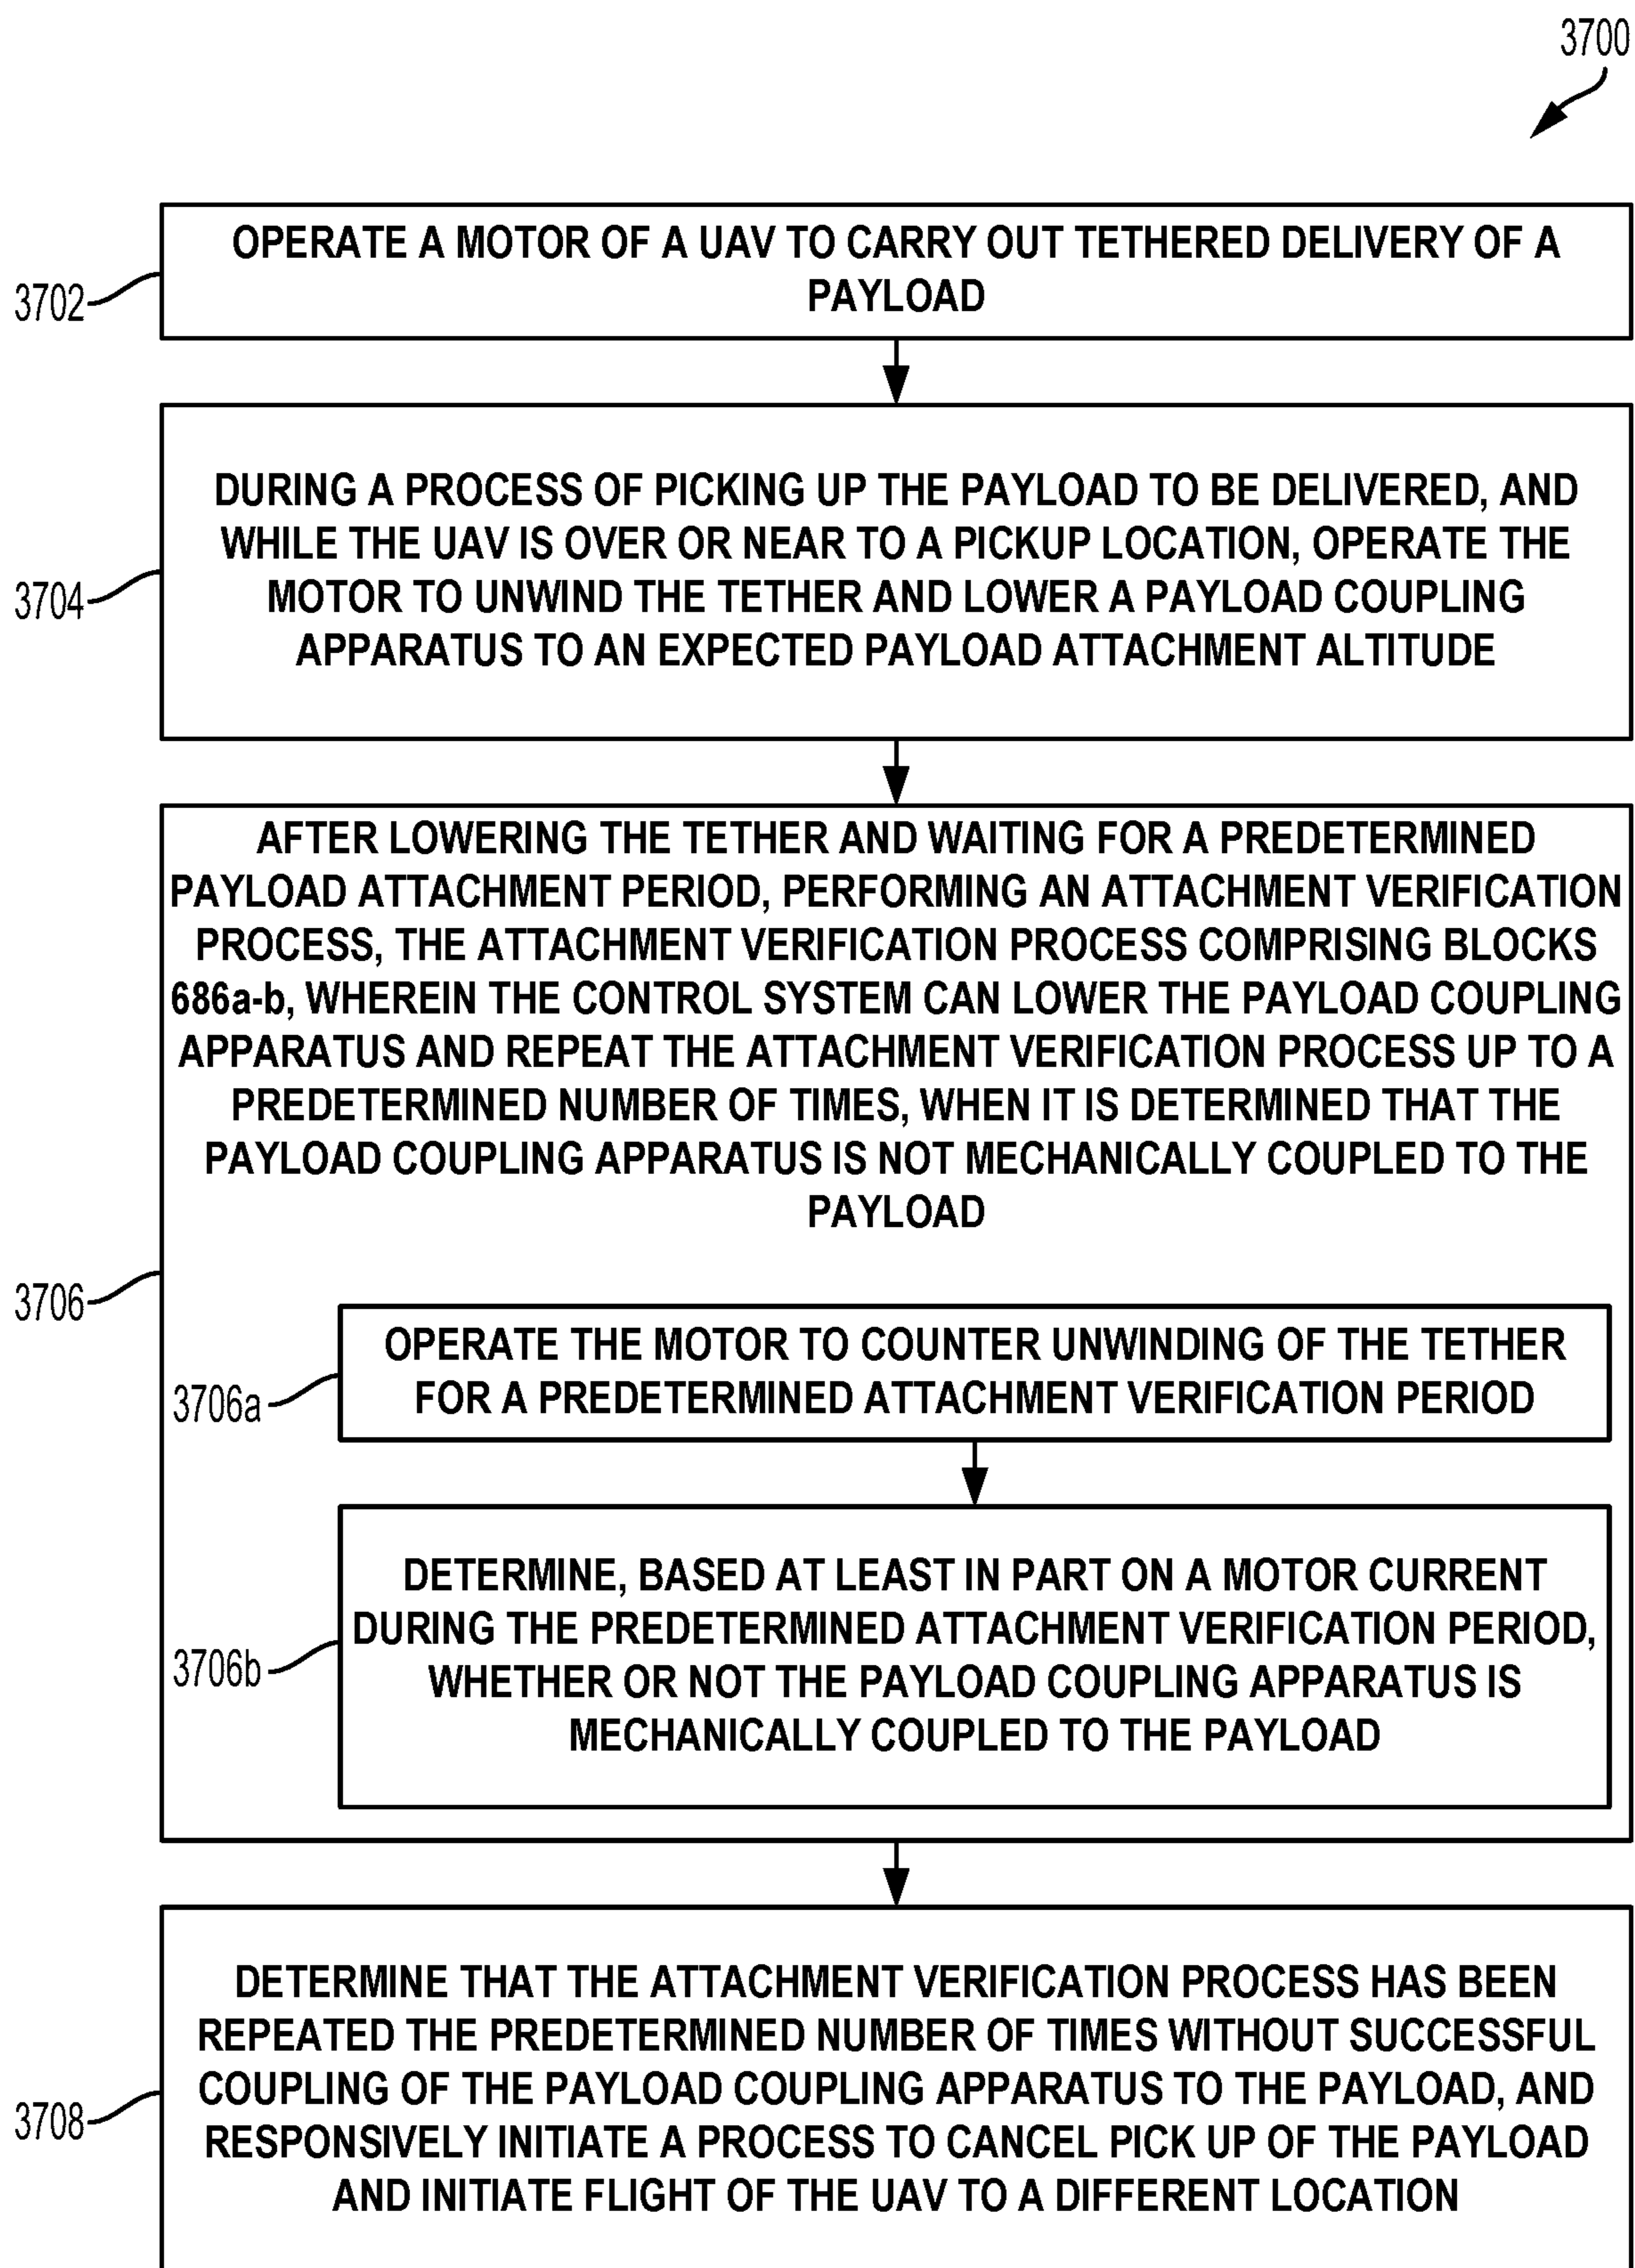 3700
OPERATE A MOTOR OF A UAV TO CARRY OUT TETHERED DELIVERY OF A
PAYLOAD
3702
DURING A PROCESS OF PICKING UP THE PAYLOAD TO BE DELIVERED, AND
WHILE THE UAV IS OVER OR NEAR TO A PICKUP LOCATION, OPERATE THE
MOTOR TO UNWIND THE TETHER AND LOWER A PAYLOAD COUPLING
APPARATUS TO AN EXPECTED PAYLOAD ATTACHMENT ALTITUDE
3704
AFTER LOWERING THE TETHER AND WAITING FOR A PREDETERMINED
PAYLOAD ATTACHMENT PERIOD, PERFORMING AN ATTACHMENT VERIFICATION
PROCESS, THE ATTACHMENT VERIFICATION PROCESS COMPRISING BLOCKS
686a-b, WHEREIN THE CONTROL SYSTEM CAN LOWER THE PAYLOAD COUPLING
APPARATUS AND REPEAT THE ATTACHMENT VERIFICATION PROCESS UP TO A
PREDETERMINED NUMBER OF TIMES, WHEN IT IS DETERMINED THAT THE
PAYLOAD COUPLING APPARATUS IS NOT MECHANICALLY COUPLED TO THE
PAYLOAD
3706
OPERATE THE MOTOR TO COUNTER UNWINDING OF THE TETHER
FOR A PREDETERMINED ATTACHMENT VERIFICATION PERIOD
3706a
DETERMINE, BASED AT LEAST IN PART ON A MOTOR CURRENT
DURING THE PREDETERMINED ATTACHMENT VERIFICATION PERIOD,
WHETHER OR NOT THE PAYLOAD COUPLING APPARATUS IS
MECHANICALLY COUPLED TO THE PAYLOAD
3706b
DETERMINE THAT THE ATTACHMENT VERIFICATION PROCESS HAS BEEN
REPEATED THE PREDETERMINED NUMBER OF TIMES WITHOUT SUCCESSFUL
COUPLING OF THE PAYLOAD COUPLING APPARATUS TO THE PAYLOAD, AND
RESPONSIVELY INITIATE A PROCESS TO CANCEL PICK UP OF THE PAYLOAD
AND INITIATE FLIGHT OF THE UAV TO A DIFFERENT LOCATION
3708